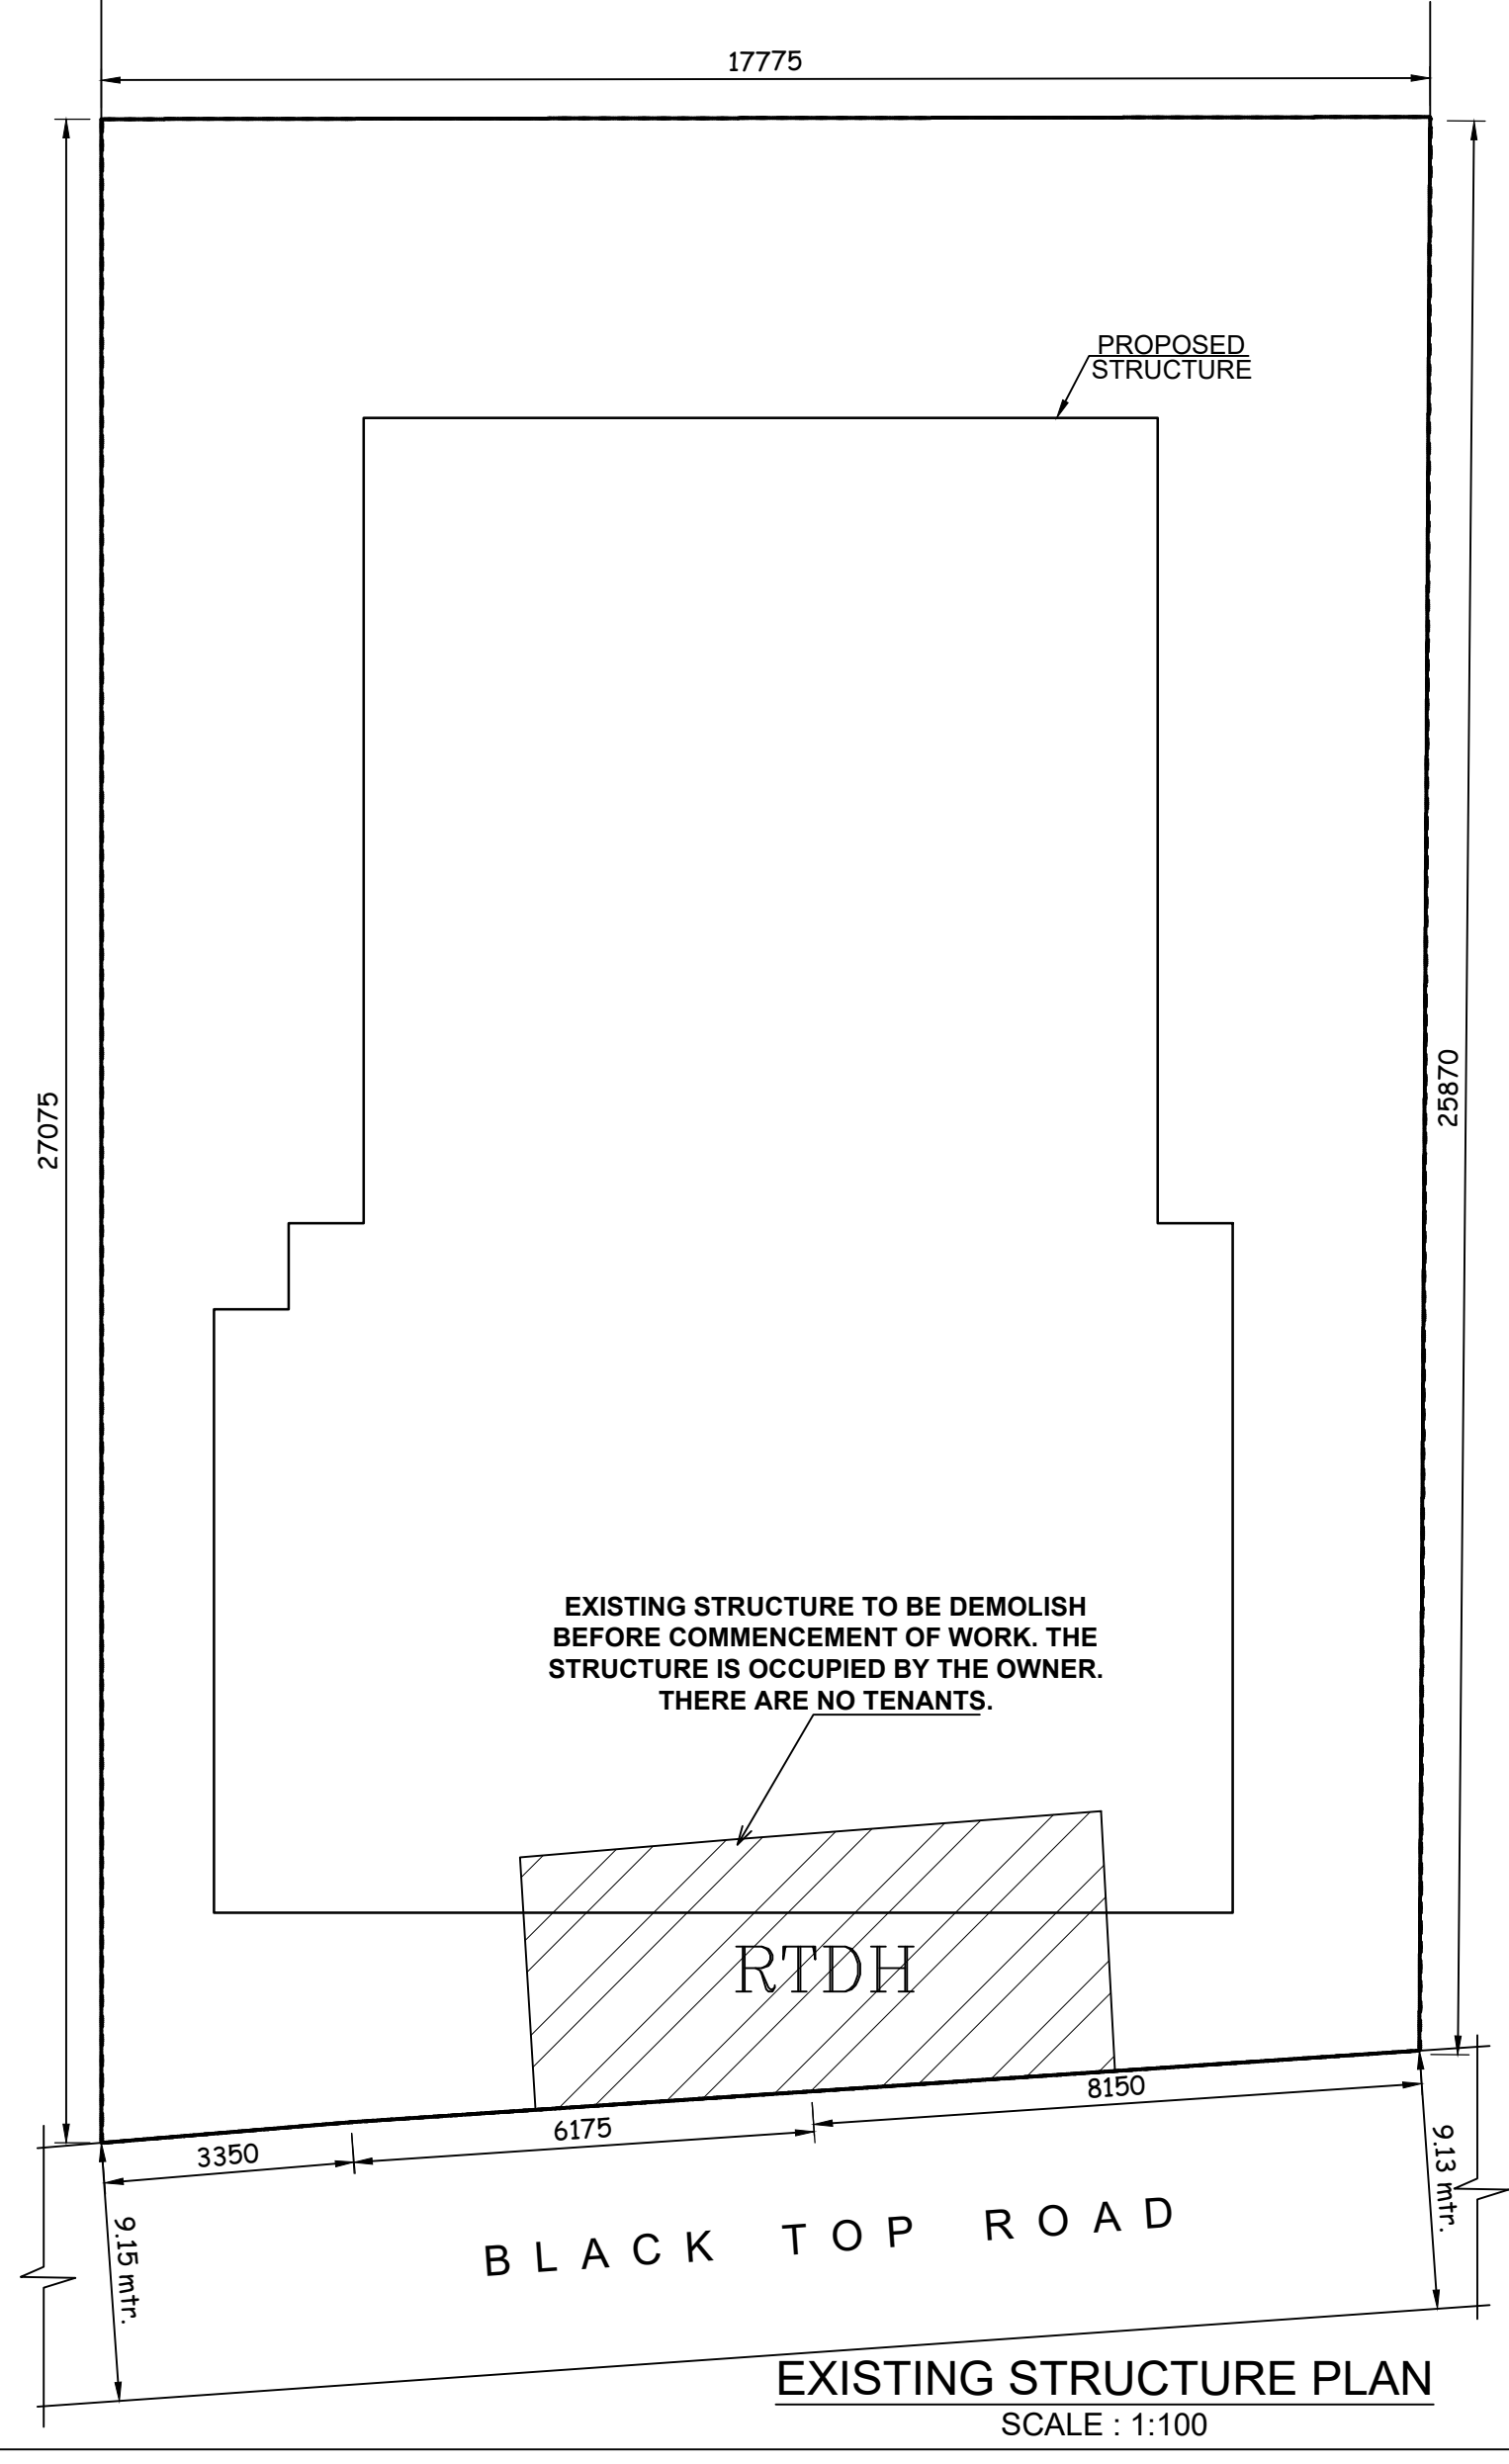 17775
PROPOSED
STRUCTURE
27075
25870
EXISTING STRUCTURE TO BE DEMOLISH
BEFORE COMMENCEMENT OF WORK. THE
STRUCTURE IS OCCUPIED BY THE OWNER.
THERE ARE NO TENANTS.
RTDH
8150
6175
3350
9.13 mtr.
9.15 mtr.
BLACK TOP ROAD
EXISTING STRUCTURE PLAN
SCALE : 1:100